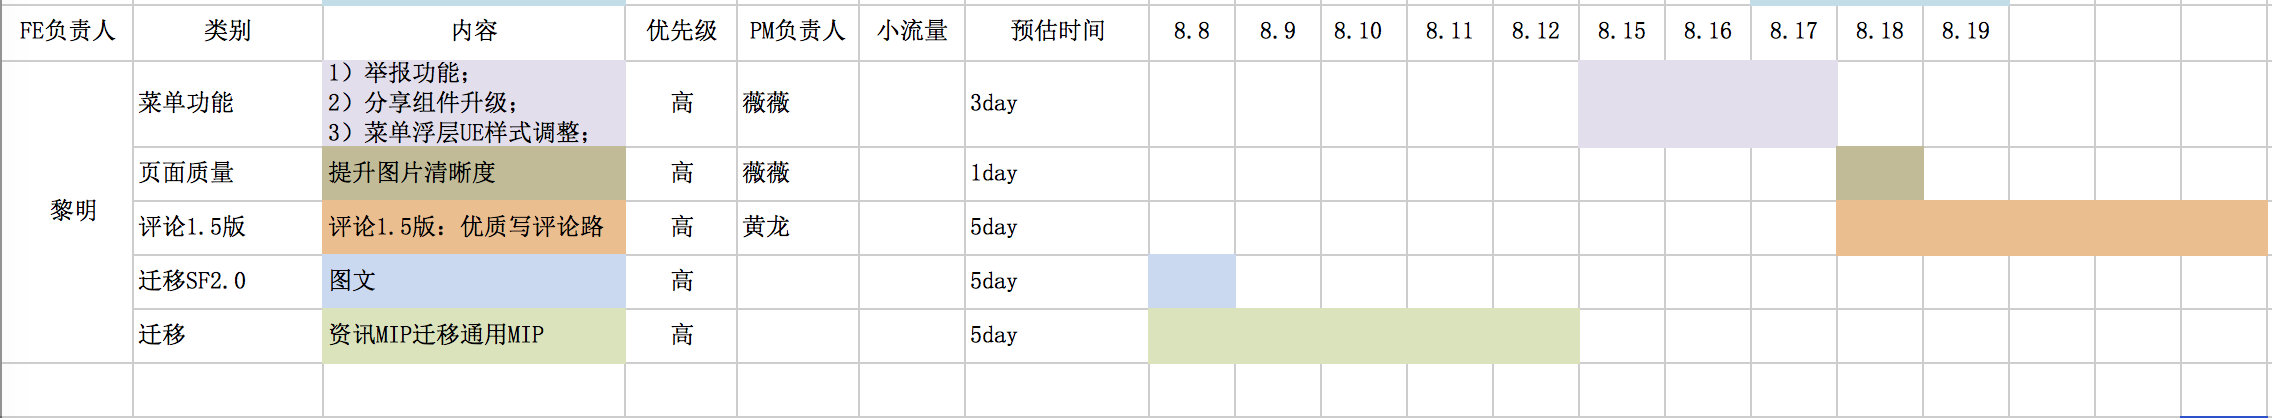 FE负责人 类别 内容 优先级 PM负责人 小流量 预估时间 8.8 8.9 8.10 8.11 8.12 8.15 8.16 8.17 8.18 8.19
黎明
菜单功能 1）举报功能； 高 薇薇 3day
2）分享组件升级；
3）菜单浮层UE样式调整；
页面质量 提升图片清晰度 高 薇薇 1day
评论1.5版 评论1.5版：优质写评论路 高 黄龙 5day
迁移SF2.0 图文 高 5day
迁移 资讯MIP迁移通用MIP 高 5day